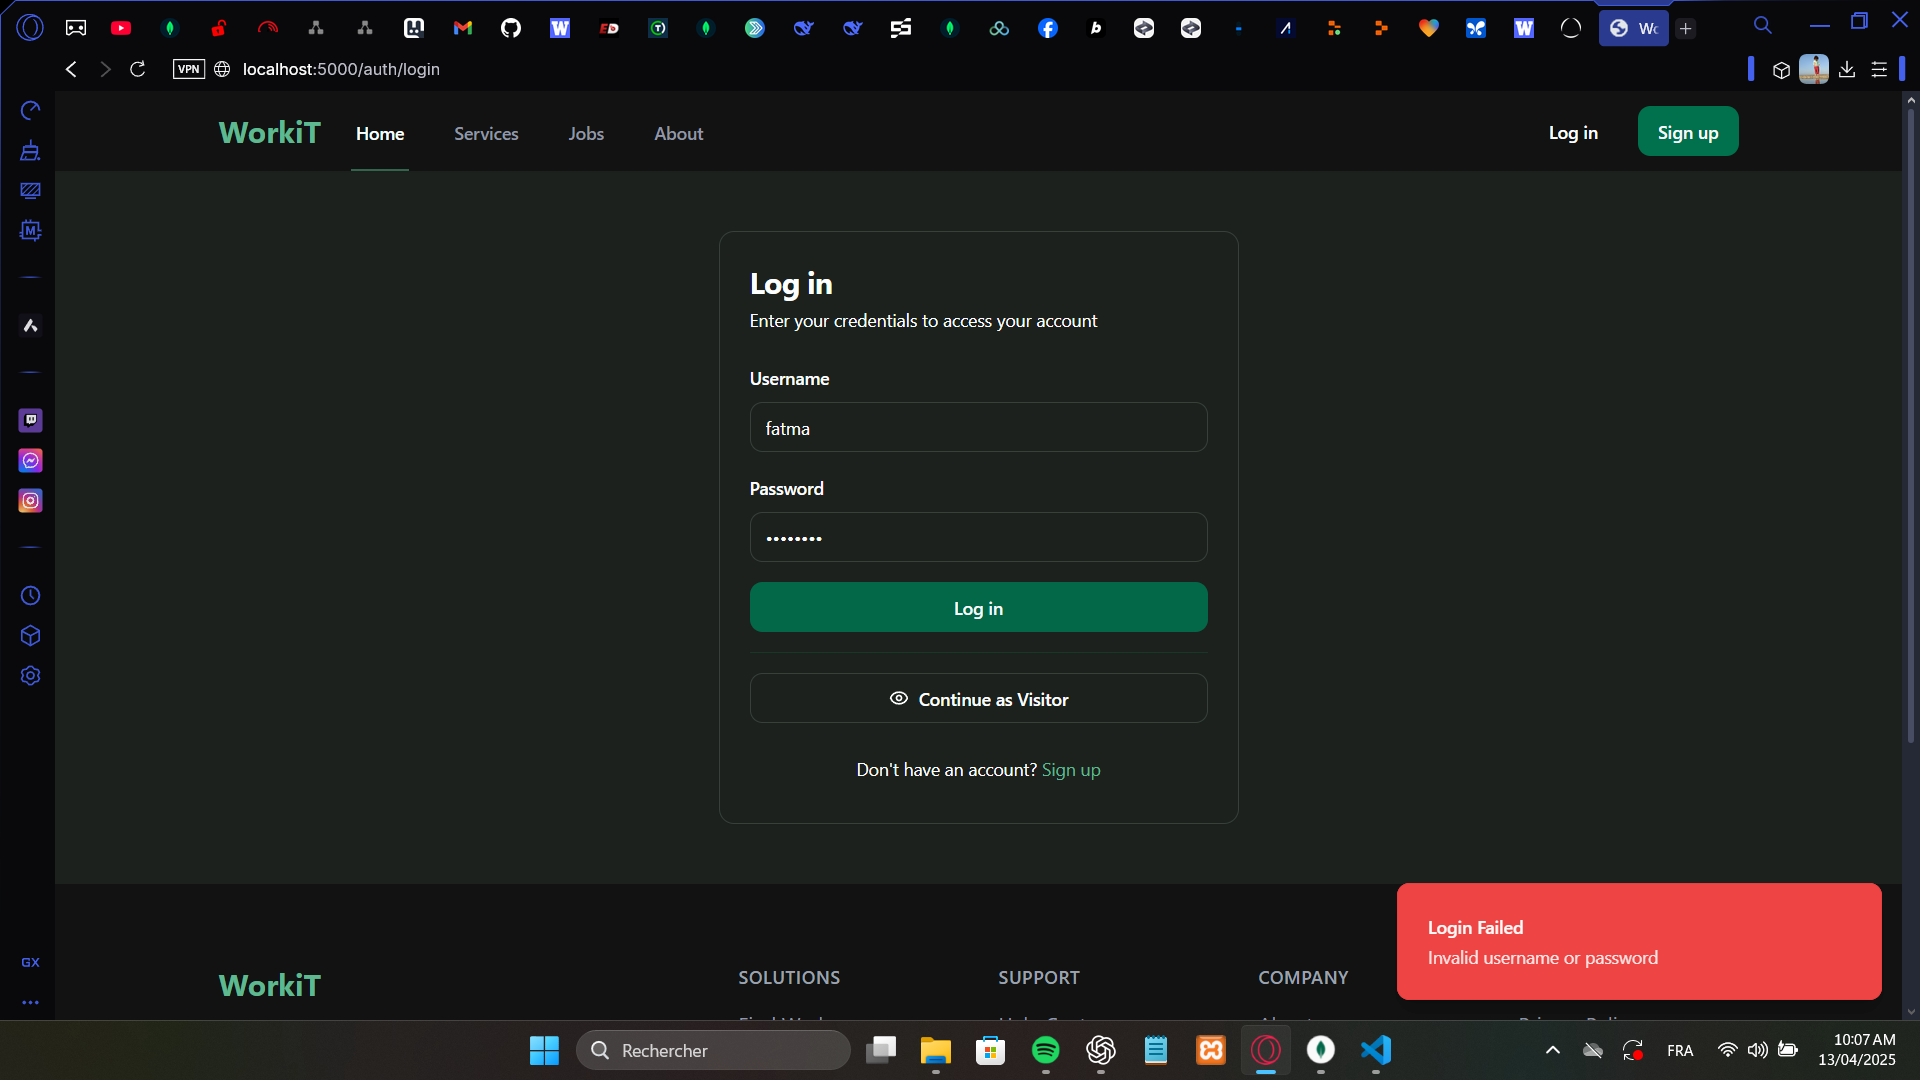 Wo
VPN
localhost:5000/auth/login
WorkiT
Home
Services
Jobs
About
Log in
Sign up
Log in
Enter your credentials to access your account
Username
fatma
Password
Log in
Continue as Visitor
Don't have an account? Sign up
Login Failed
Invalid username or password
WorkiT
SOLUTIONS
SUPPORT
COMPANY
GX
Rechercher
FRA
10:07 AM
13/04/2025